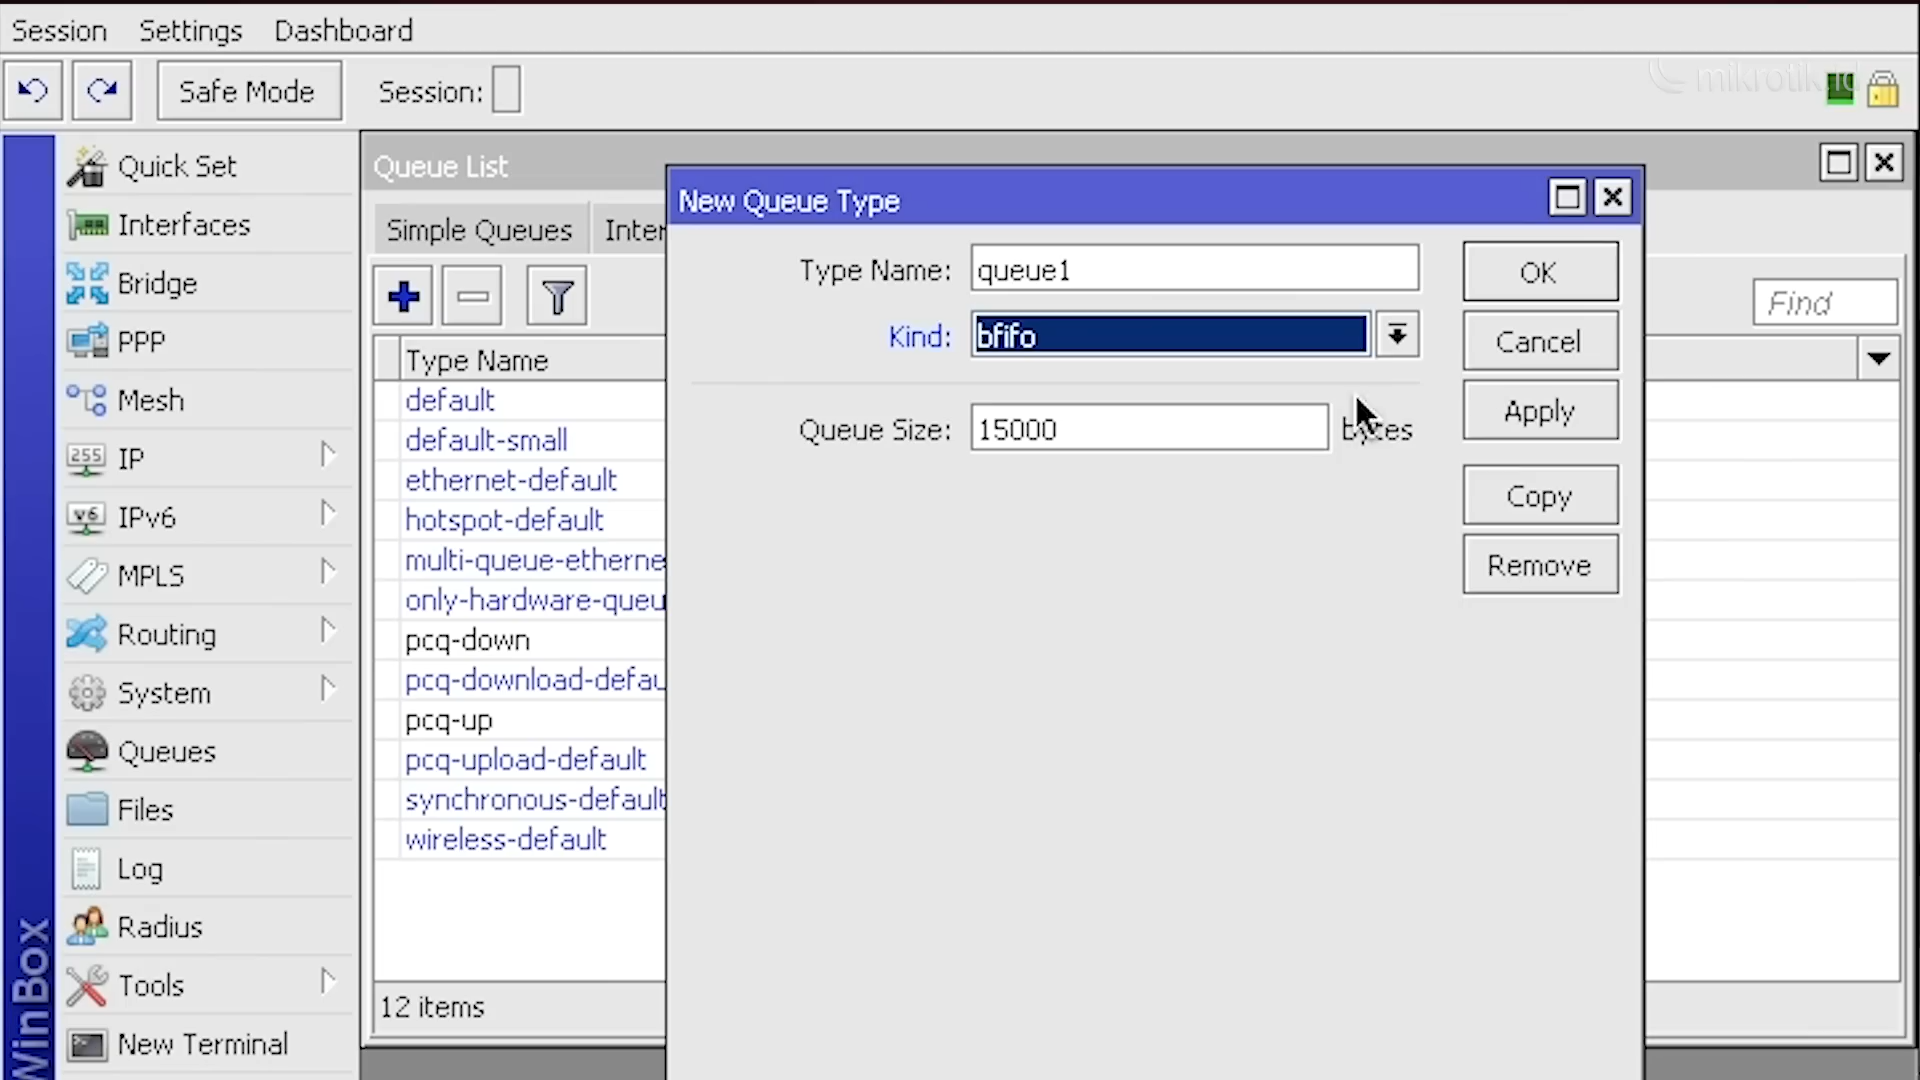 Session Settings Dashboard
Safe Mode Session:
mikrotik.id
Quick Set
Interfaces
Bridge
PPP
Mesh
255 IP
v6 IPv6
MPLS
Routing
System
Queues
Files
Log
Radius
Tools
New Terminal
WinBox
Queue List
Simple Queues Inter
Find
Type Name
default
default-small
ethernet-default
hotspot-default
multi-queue-etherne
only-hardware-queu
pcq-down
pcq-download-defau
pcq-up
pcq-upload-default
synchronous-default
wireless-default
12 items
New Queue Type
Type Name: queue1
Kind: bfifo
Queue Size: 15000 bytes
OK
Cancel
Apply
Copy
Remove